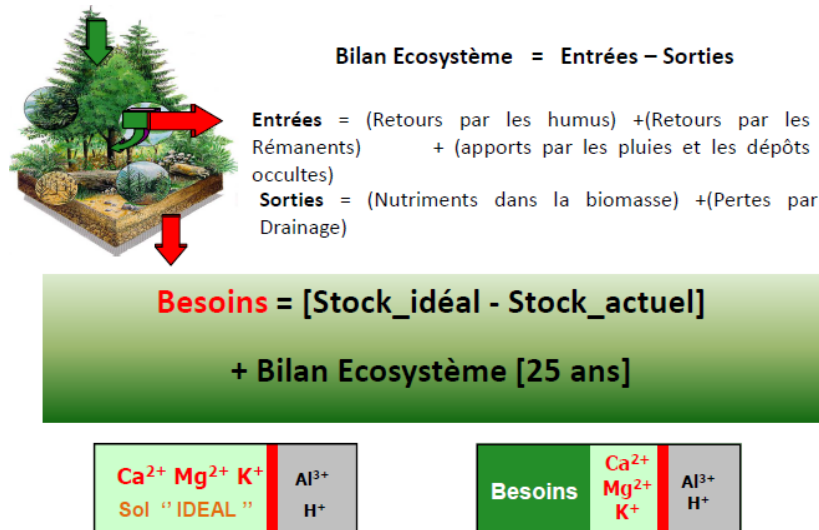 Bilan Ecosystème = Entrées – Sorties
Entrées = (Retours par les humus) +(Retours par les
Rémanents) + (apports par les pluies et les dépôts
occultes)
Sorties = (Nutriments dans la biomasse) +(Pertes par
Drainage)
Besoins = [Stock_idéal - Stock_actuel]
+ Bilan Ecosystème [25 ans]
Ca²⁺ Mg²⁺ K⁺
Sol ‘’ IDEAL ’’
Al³⁺
H⁺
Besoins
Ca²⁺
Mg²⁺
K⁺
Al³⁺
H⁺